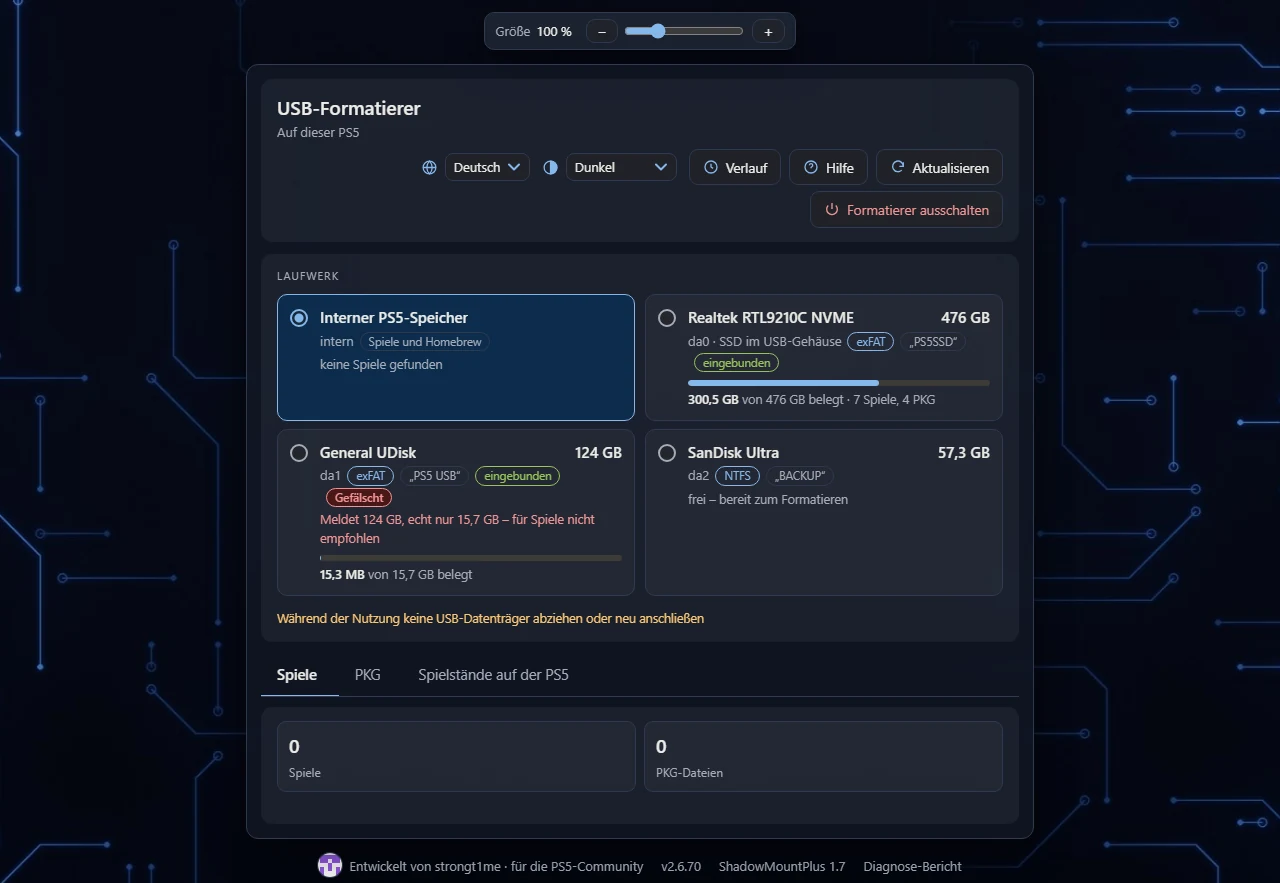 Größe 100 % − +
USB-Formatierer
Auf dieser PS5
Deutsch Dunkel Verlauf Hilfe Aktualisieren
Formatierer ausschalten
LAUFWERK
Interner PS5-Speicher
intern Spiele und Homebrew
keine Spiele gefunden
Realtek RTL9210C NVME 476 GB
da0 · SSD im USB-Gehäuse exFAT „PS5SSD“
eingebunden
300,5 GB von 476 GB belegt · 7 Spiele, 4 PKG
General UDisk 124 GB
da1 exFAT „PS5 USB“ eingebunden
Gefälscht
Meldet 124 GB, echt nur 15,7 GB – für Spiele nicht
empfohlen
15,3 MB von 15,7 GB belegt
SanDisk Ultra 57,3 GB
da2 NTFS „BACKUP“
frei – bereit zum Formatieren
Während der Nutzung keine USB-Datenträger abziehen oder neu anschließen
Spiele PKG Spielstände auf der PS5
0
Spiele
0
PKG-Dateien
Entwickelt von strongt1me · für die PS5-Community v2.6.70 ShadowMountPlus 1.7 Diagnose-Bericht